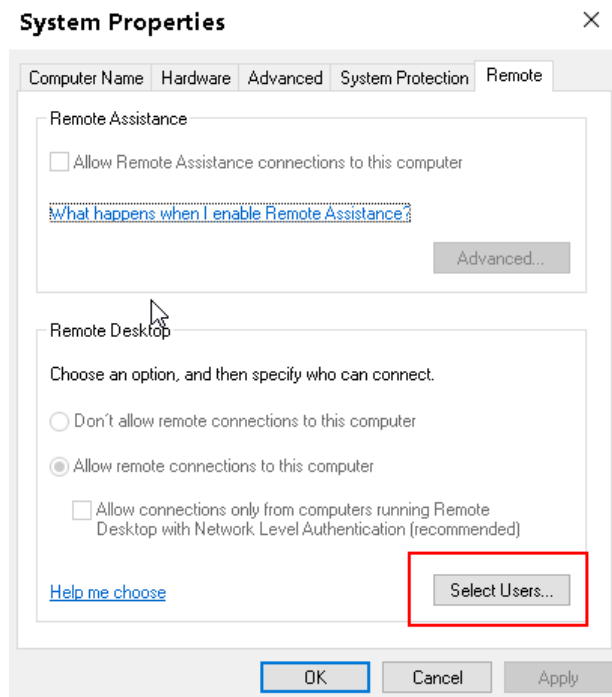 System Properties
Computer Name
Hardware
Advanced
System Protection
Remote
Remote Assistance
Allow Remote Assistance connections to this computer
What happens when I enable Remote Assistance?
Advanced...
Remote Desktop
Choose an option, and then specify who can connect.
Don´t allow remote connections to this computer
Allow remote connections to this computer
Allow connections only from computers running Remote
Desktop with Network Level Authentication (recommended)
Help me choose
Select Users...
OK
Cancel
Apply